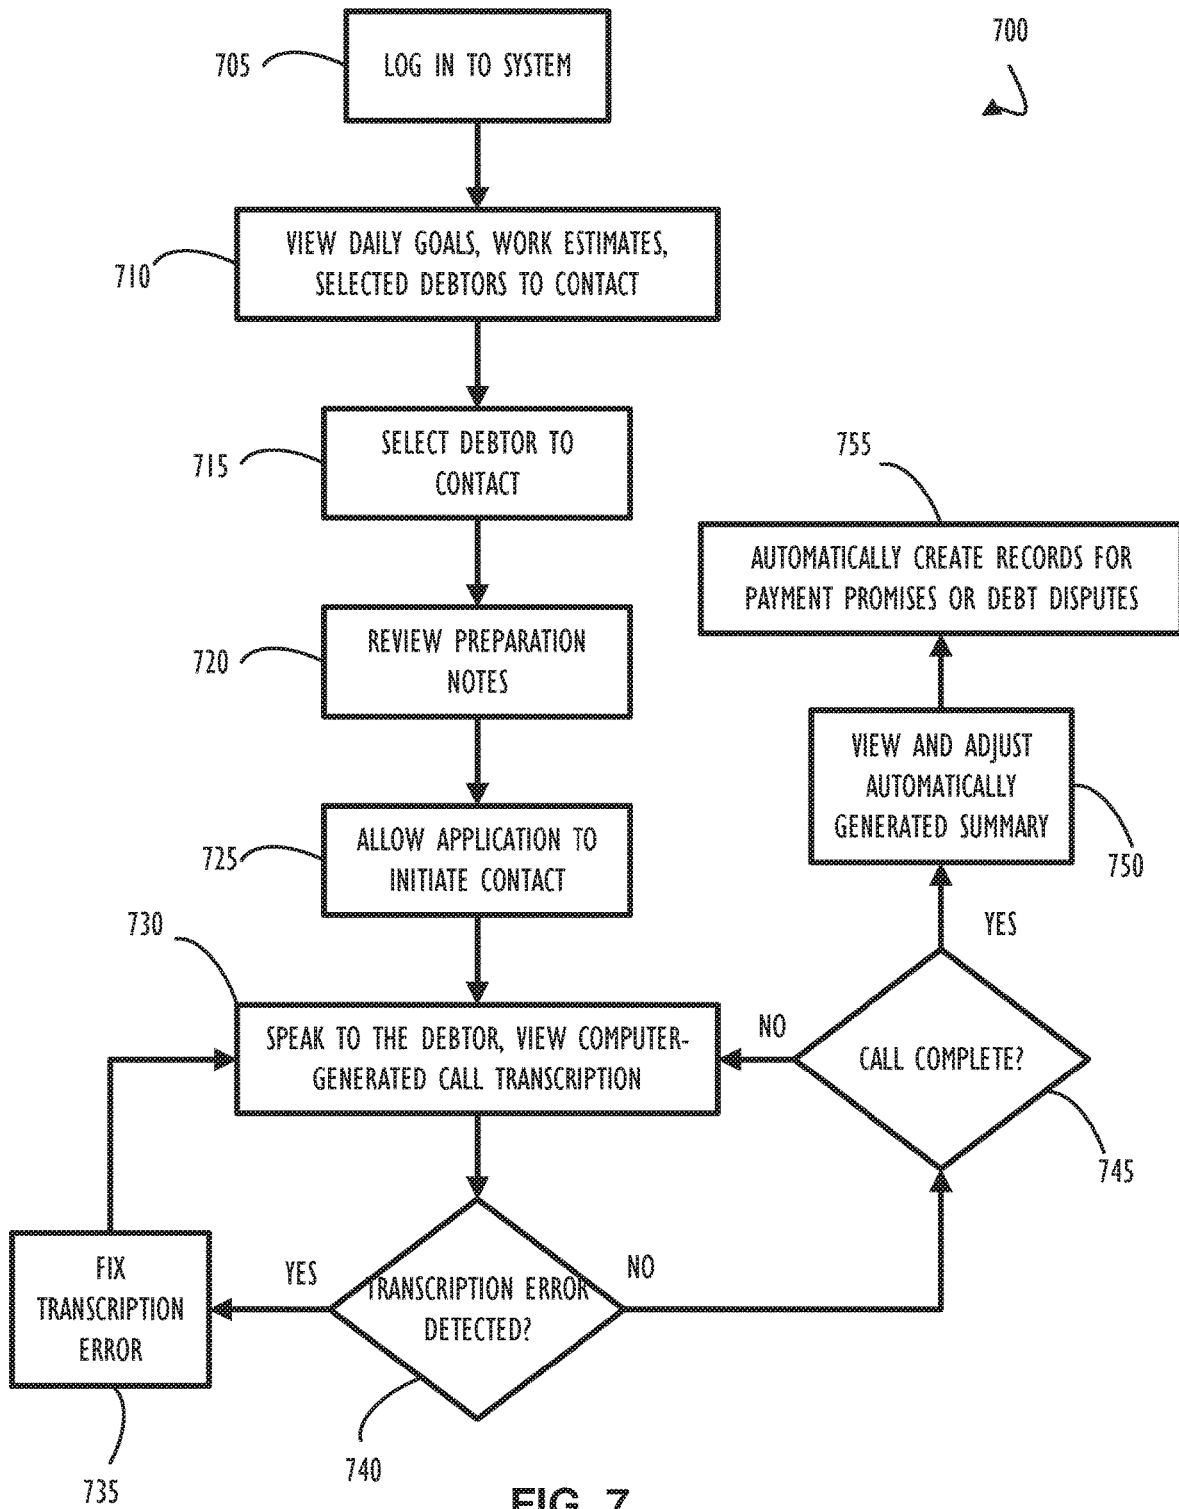 700
705
LOG IN TO SYSTEM
710
VIEW DAILY GOALS, WORK ESTIMATES,
SELECTED DEBTORS TO CONTACT
715
SELECT DEBTOR TO
CONTACT
720
REVIEW PREPARATION
NOTES
725
ALLOW APPLICATION TO
INITIATE CONTACT
730
SPEAK TO THE DEBTOR, VIEW COMPUTER-
GENERATED CALL TRANSCRIPTION
FIX
TRANSCRIPTION
ERROR
735
YES
TRANSCRIPTION ERROR
DETECTED?
740
NO
NO
CALL COMPLETE?
745
YES
VIEW AND ADJUST
AUTOMATICALLY
GENERATED SUMMARY
750
755
AUTOMATICALLY CREATE RECORDS FOR
PAYMENT PROMISES OR DEBT DISPUTES
FIG. 7